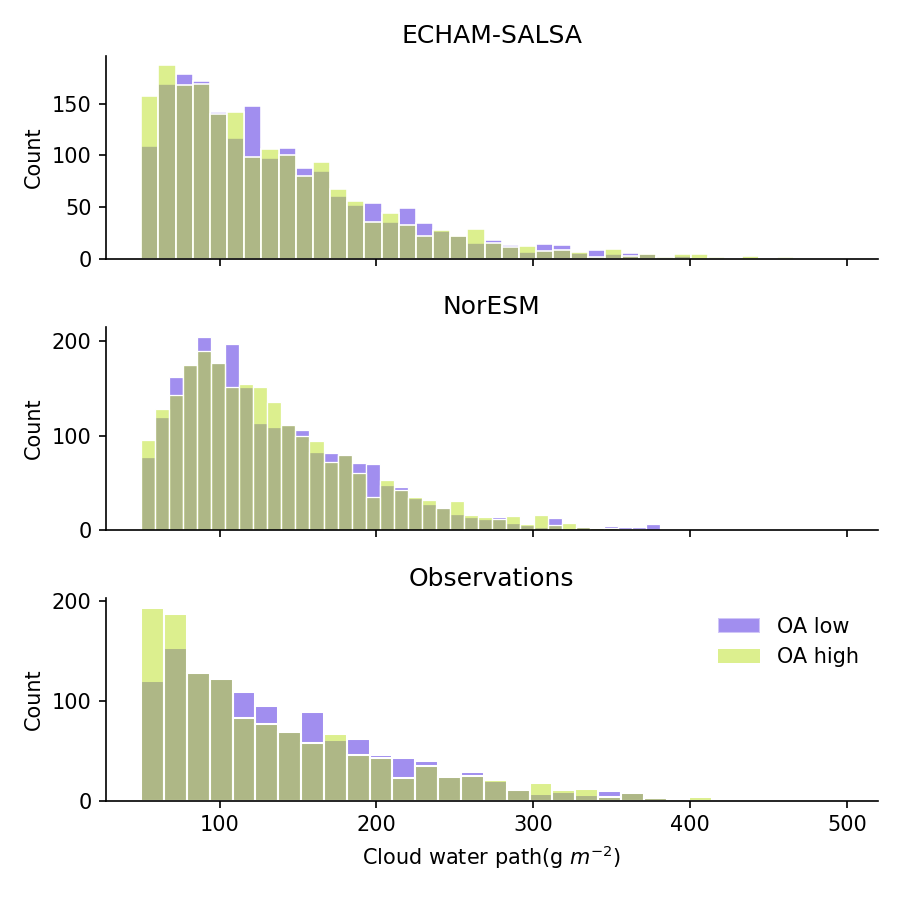 ECHAM-SALSA
150
100
50
0
Count
NorESM
200
100
0
Count
Observations
200
100
0
Count
OA low
OA high
100 200 300 400 500
Cloud water path(g m⁻²)